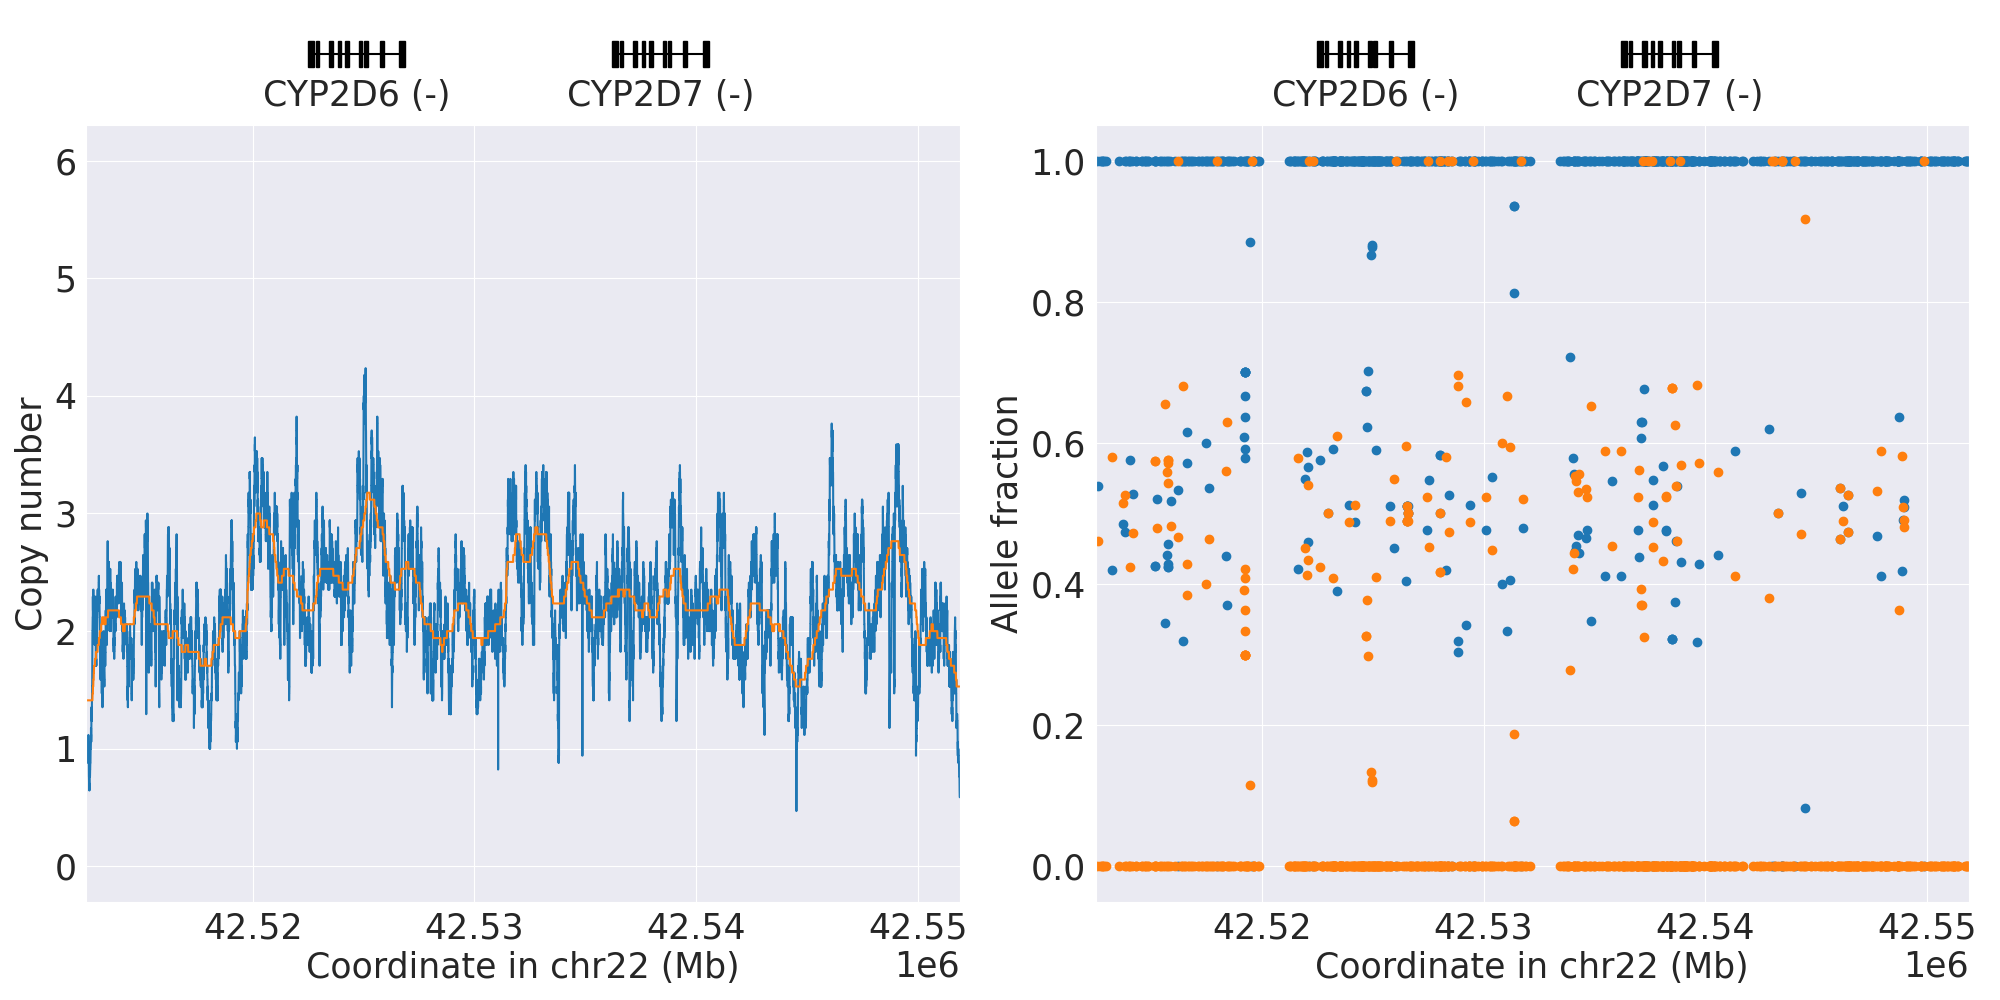 CYP2D6 (-)
CYP2D7 (-)
6
5
4
3
2
1
0
Copy number
42.52
42.53
42.54
42.55
Coordinate in chr22 (Mb)
1e6
CYP2D6 (-)
CYP2D7 (-)
1.0
0.8
0.6
0.4
0.2
0.0
Allele fraction
42.52
42.53
42.54
42.55
Coordinate in chr22 (Mb)
1e6